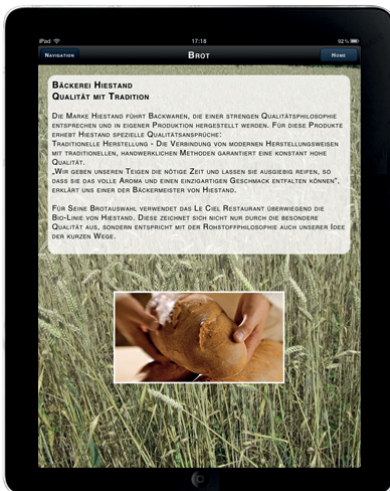 iPad 17:18 92%
Navigation Brot Home
Bäckerei Hiestand
Qualität mit Tradition
Die Marke Hiestand führt Backwaren, die einer strengen Qualitätsphilosophie
entsprechen und in eigener Produktion hergestellt werden. Für diese Produkte
erhebt Hiestand spezielle Qualitätsansprüche:
Traditionelle Herstellung - Die Verbindung von modernen Herstellungsweisen
mit traditionellen, handwerklichen Methoden garantiert eine konstant hohe
Qualität.
„Wir geben unseren Teigen die nötige Zeit und lassen sie ausgiebig reifen, so
dass sie das volle Aroma und einen einzigartigen Geschmack entfalten können",
erklärt uns einer der Bäckermeister von Hiestand.
Für Seine Brotauswahl verwendet das Le Ciel Restaurant überwiegend die
Bio-Linie von Hiestand. Diese zeichnet sich nicht nur durch die besondere
Qualität aus, sondern entspricht mit der Rohstoffphilosophie auch unserer Idee
der kurzen Wege.